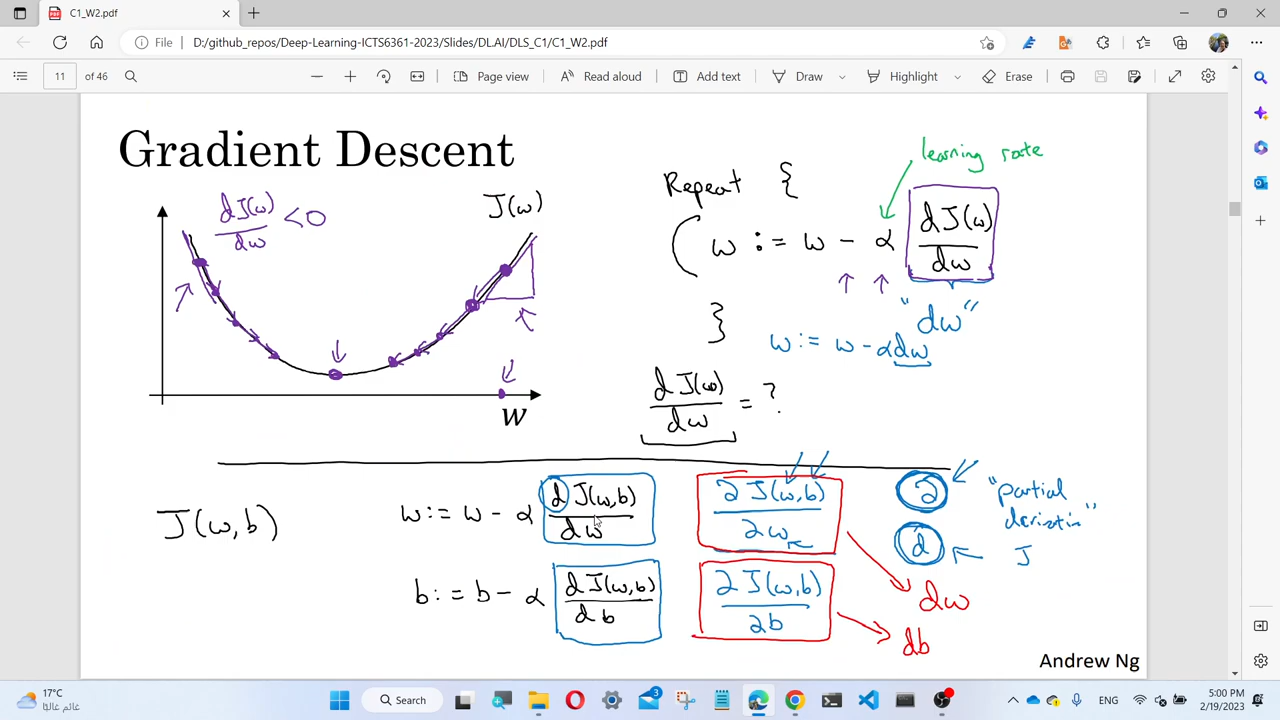 C1_W2.pdf
File
D:/github_repos/Deep-Learning-ICTS6361-2023/Slides/DL.AI/DLS_C1/C1_W2.pdf
11 of 46
Page view
Read aloud
Add text
Draw
Highlight
Erase
Gradient Descent
learning rate
dJ(w)/dw <0
J(w)
Repeat {
w := w - α dJ(w)/dw
"dw"
}
w := w - αdw
w
dJ(w)/dw = ?
J(w,b)
w := w - α dJ(w,b)/dw
∂J(w,b)/∂w
∂
"partial
d
J
b := b - α dJ(w,b)/db
∂J(w,b)/∂b
dw
db
Andrew Ng
17°C
غائم غالبًا
Search
3
ENG
5:00 PM
2/19/2023